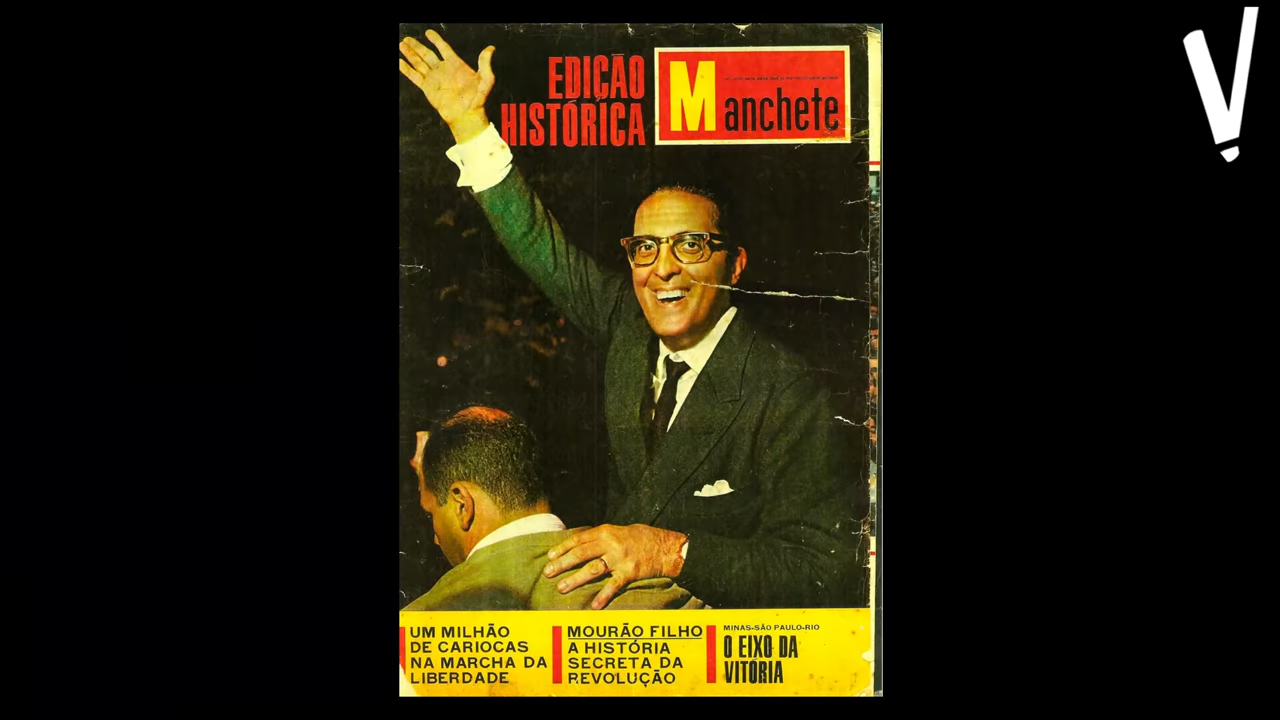 EDIÇÃO
HISTÓRICA
Manchete
UM MILHÃO
DE CARIOCAS
NA MARCHA DA
LIBERDADE
MOURÃO FILHO
A HISTÓRIA
SECRETA DA
REVOLUÇÃO
MINAS-SÃO PAULO-RIO
O EIXO DA
VITÓRIA